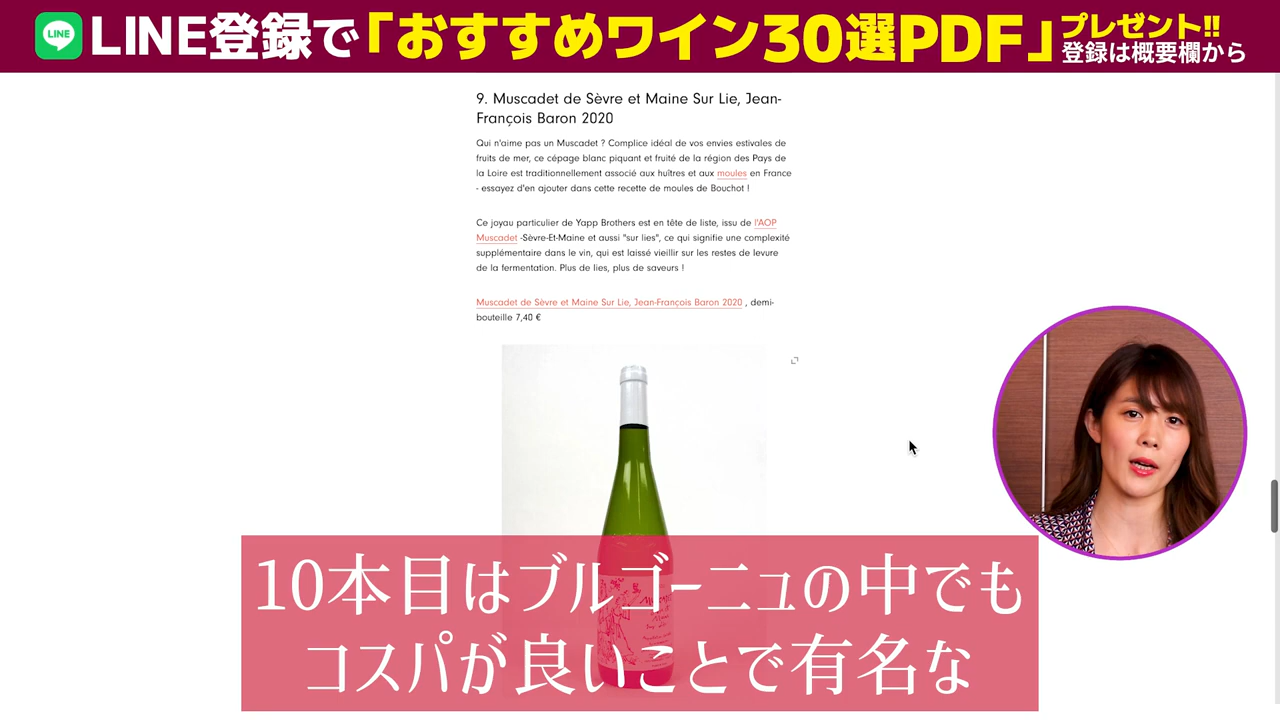 LINE
LINE登録で「おすすめワイン30選PDF」
プレゼント!!
登録は概要欄から
9. Muscadet de Sèvre et Maine Sur Lie, Jean-
François Baron 2020
Qui n'aime pas un Muscadet ? Complice idéal de vos envies estivales de
fruits de mer, ce cépage blanc piquant et fruité de la région des Pays de
la Loire est traditionnellement associé aux huîtres et aux moules en France
- essayez d'en ajouter dans cette recette de moules de Bouchot !
Ce joyau particulier de Yapp Brothers est en tête de liste, issu de l'AOP
Muscadet -Sèvre-Et-Maine et aussi "sur lies", ce qui signifie une complexité
supplémentaire dans le vin, qui est laissé vieillir sur les restes de levure
de la fermentation. Plus de lies, plus de saveurs !
Muscadet de Sèvre et Maine Sur Lie, Jean-François Baron 2020 , demi-
bouteille 7,40 €
10本目はブルゴーニュの中でも
コスパが良いことで有名な